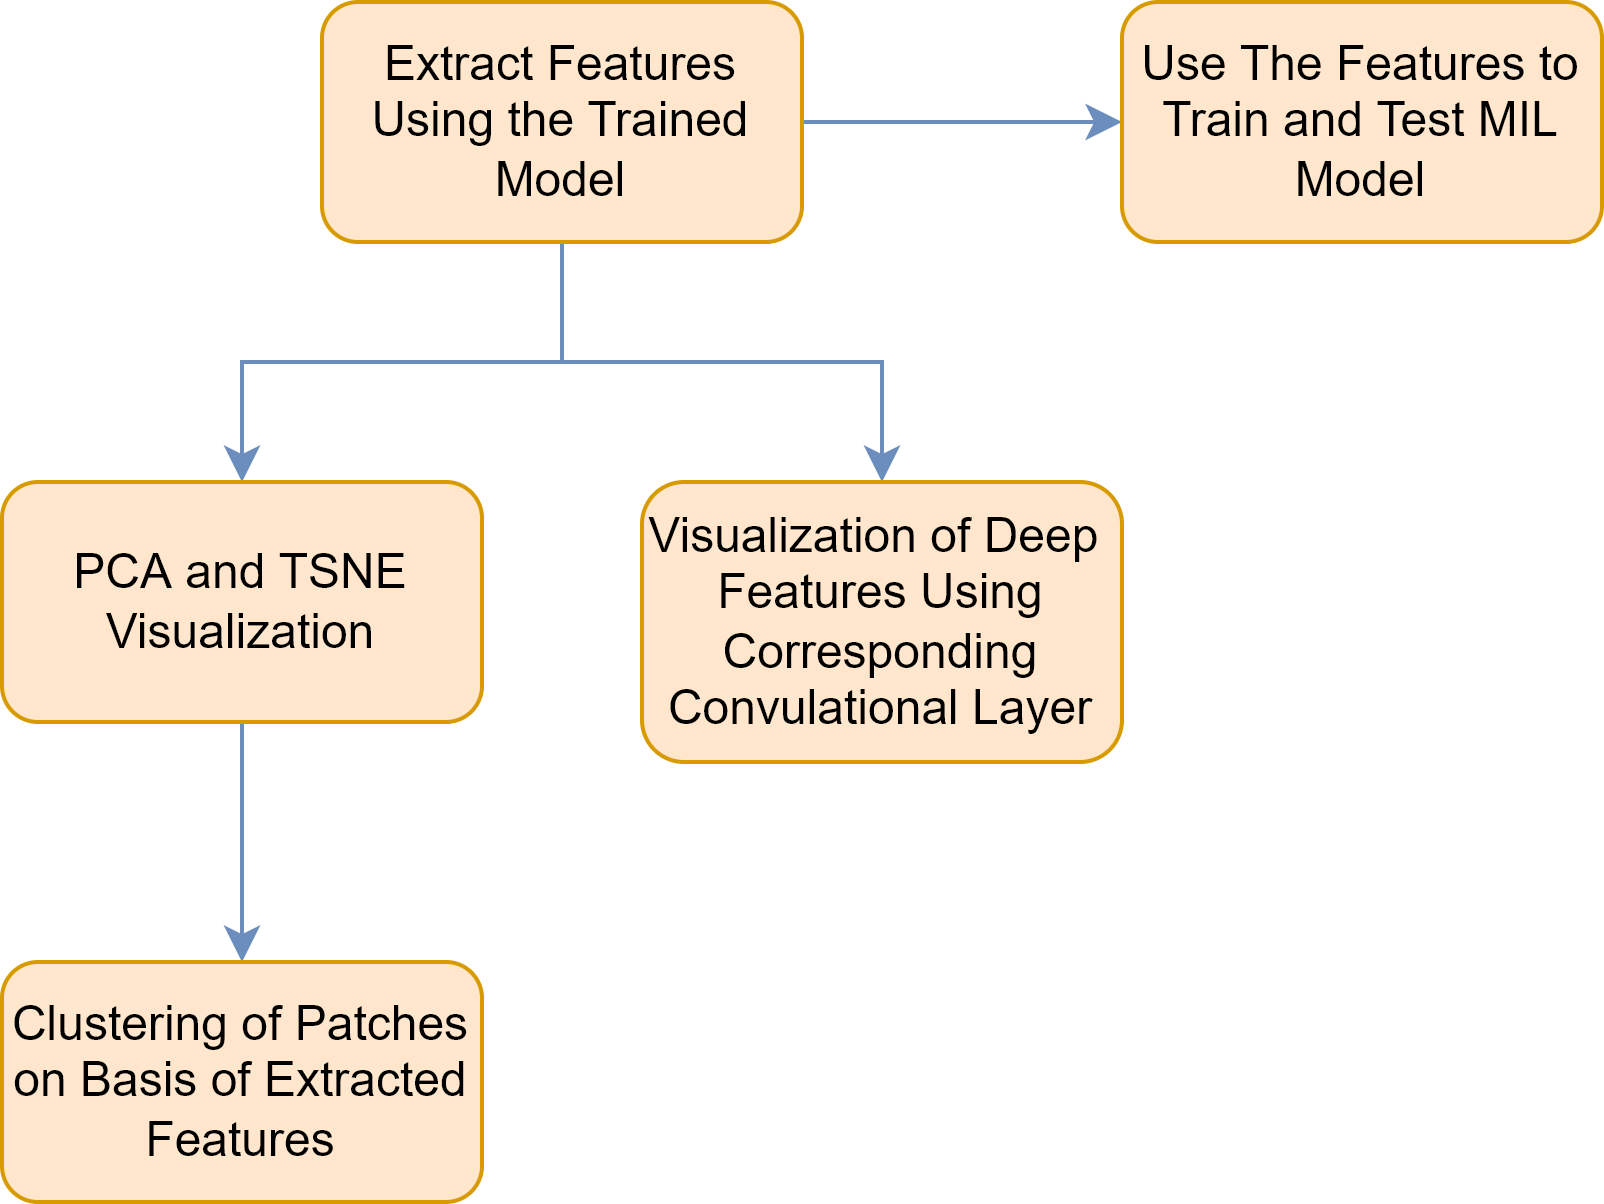 Extract Features
Using the Trained
Model
Use The Features to
Train and Test MIL
Model
PCA and TSNE
Visualization
Visualization of Deep
Features Using
Corresponding
Convulational Layer
Clustering of Patches
on Basis of Extracted
Features